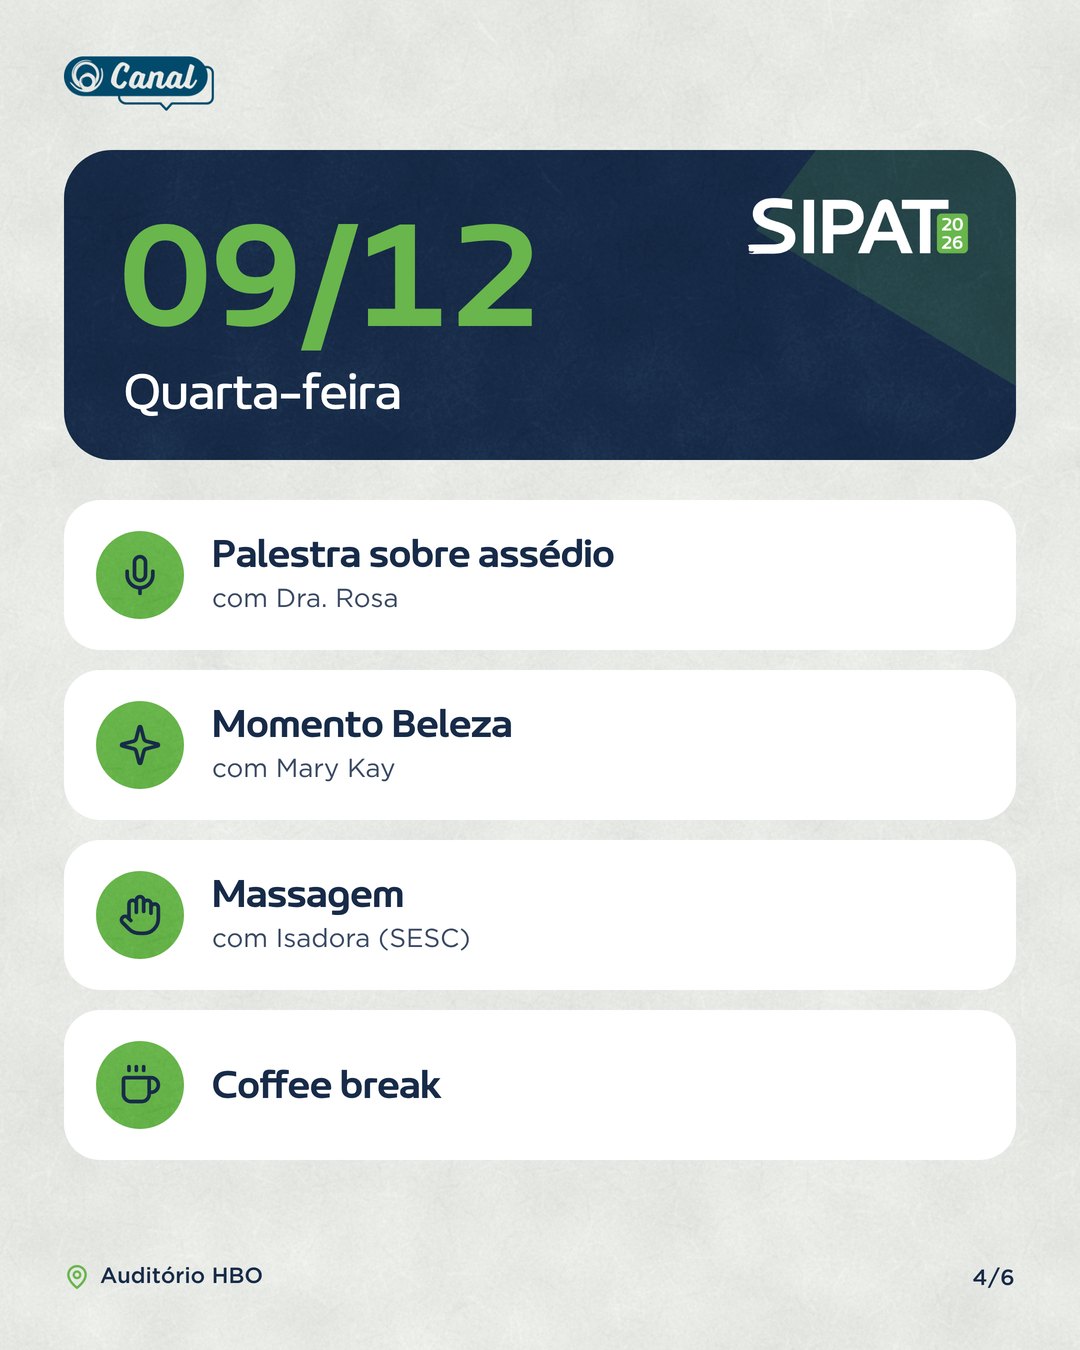 Canal
09/12
SIPAT
20
26
Quarta-feira
Palestra sobre assédio
com Dra. Rosa
Momento Beleza
com Mary Kay
Massagem
com Isadora (SESC)
Coffee break
Auditório HBO
4/6